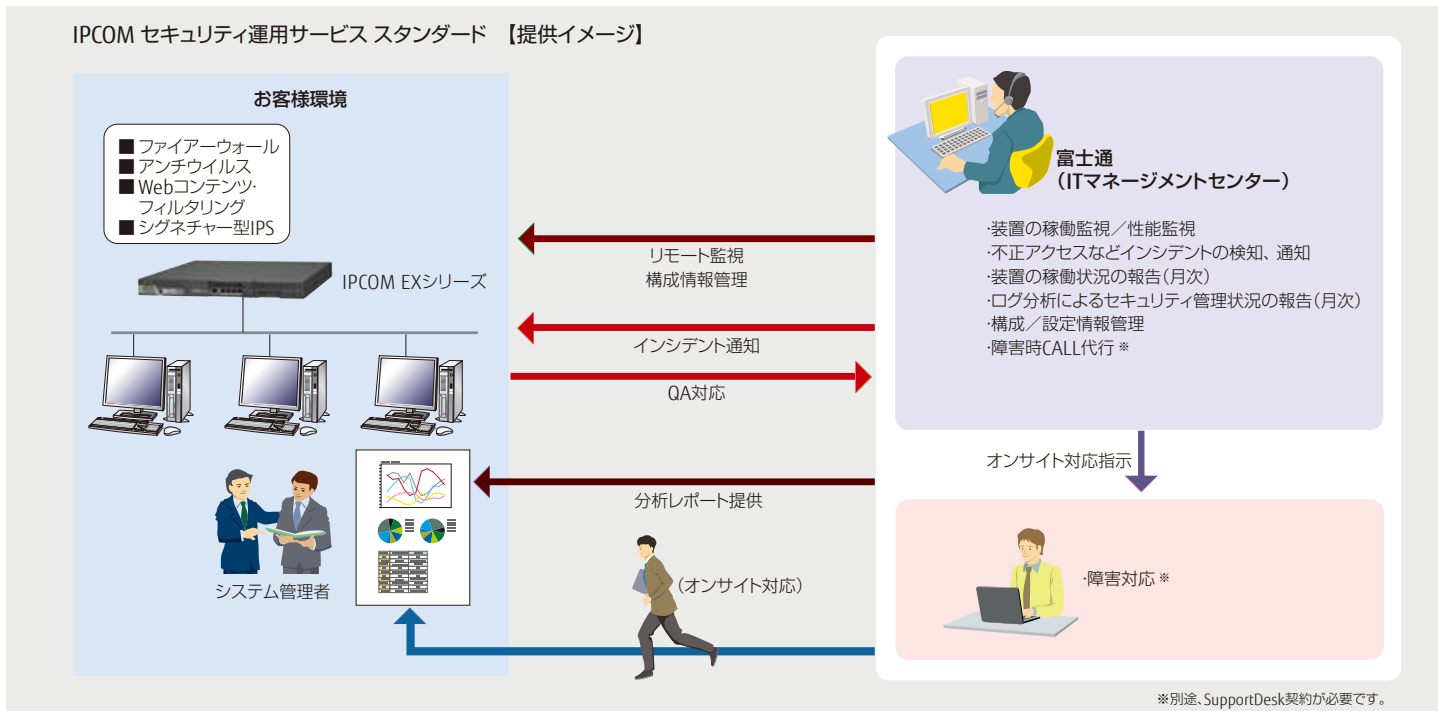 IPCOM セキュリティ運用サービス スタンダード 【提供イメージ】
お客様環境
■ ファイアーウォール
■ アンチウイルス
■ Webコンテンツ・
フィルタリング
■ シグネチャー型IPS
IPCOM EXシリーズ
システム管理者
リモート監視
構成情報管理
インシデント通知
QA対応
分析レポート提供
(オンサイト対応)
富士通
(ITマネージメントセンター)
・装置の稼働監視/性能監視
・不正アクセスなどインシデントの検知、通知
・装置の稼働状況の報告(月次)
・ログ分析によるセキュリティ管理状況の報告(月次)
・構成/設定情報管理
・障害時CALL代行※
オンサイト対応指示
・障害対応※
※別途、SupportDesk契約が必要です。